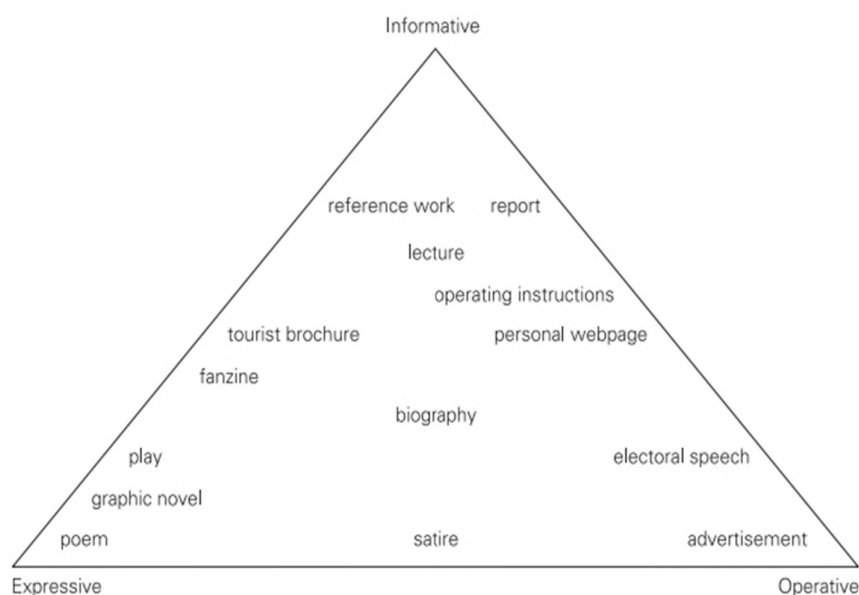 Informative
reference work report
lecture
operating instructions
tourist brochure personal webpage
fanzine
biography
play electoral speech
graphic novel
poem satire advertisement
Expressive Operative